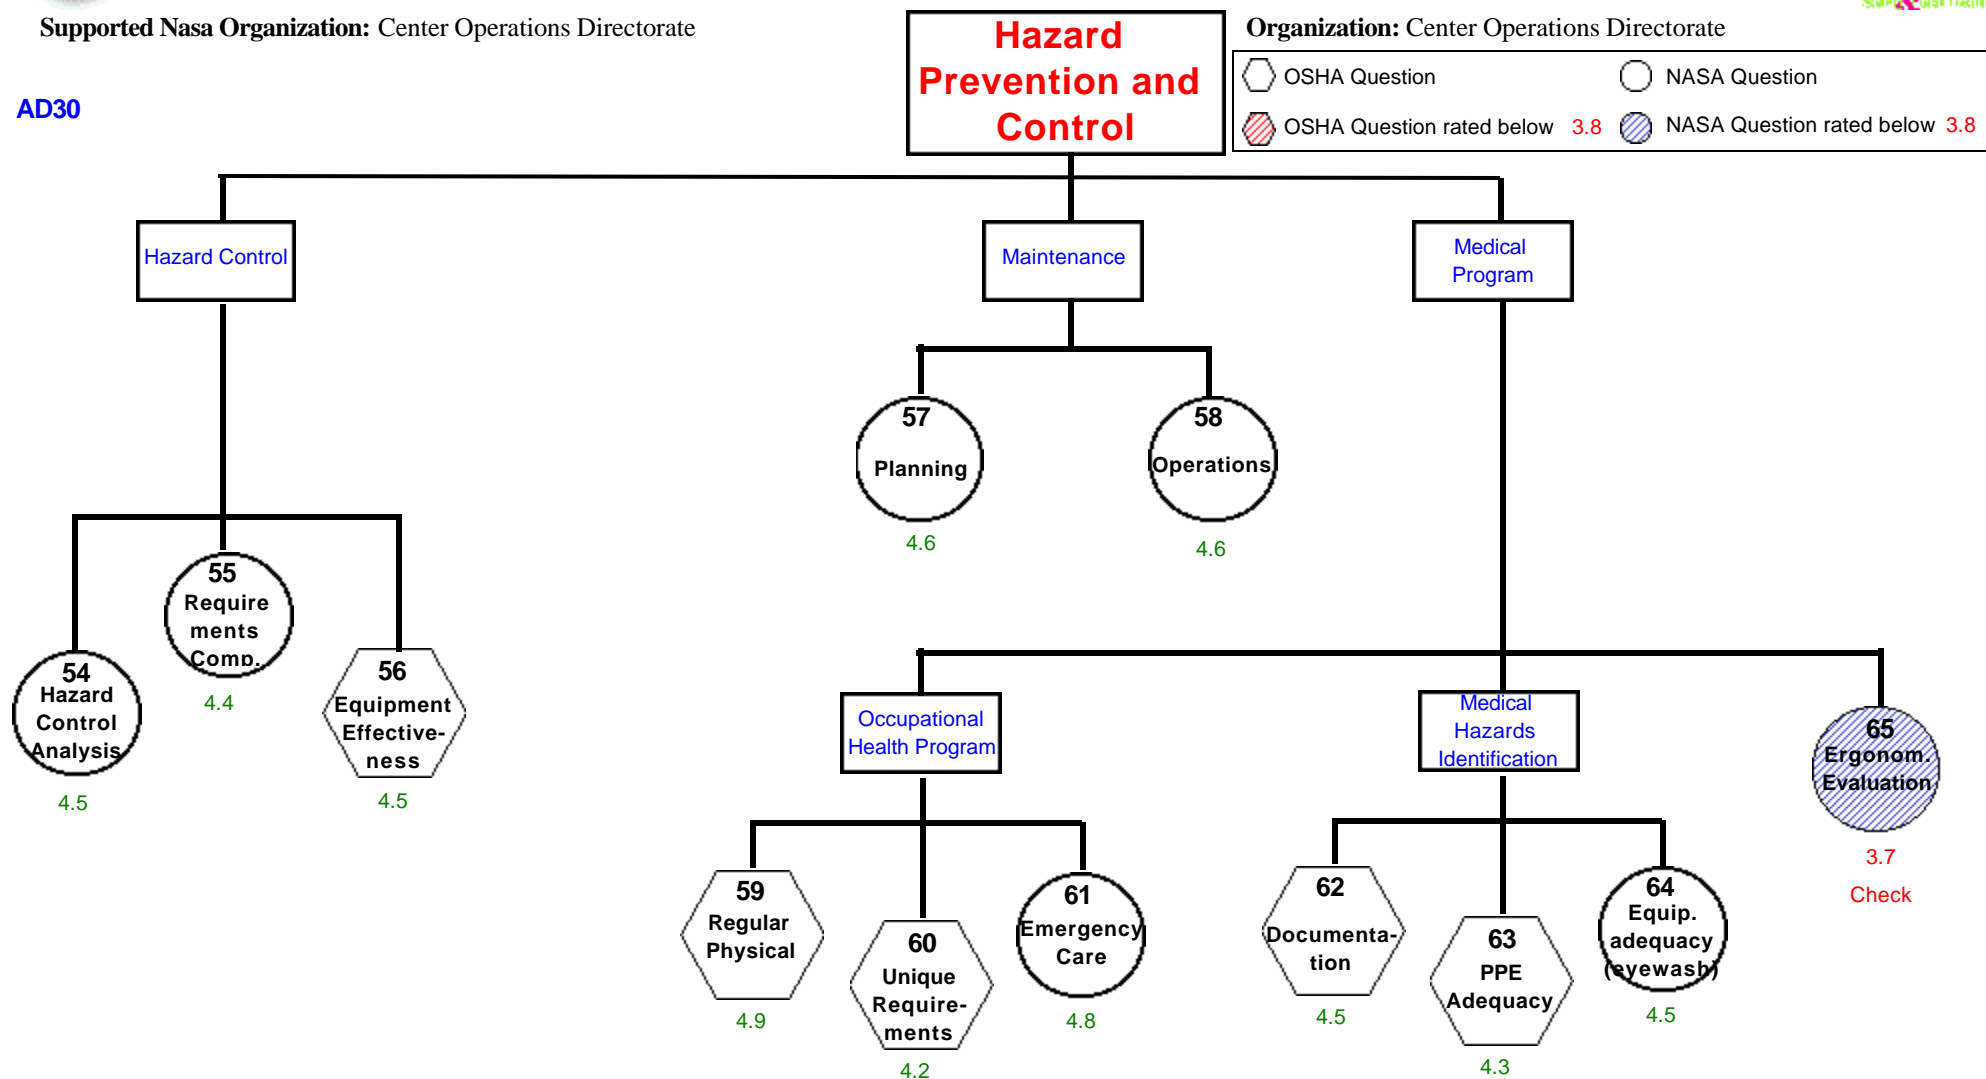 Supported Nasa Organization: Center Operations Directorate
Organization: Center Operations Directorate
AD30
Hazard
Prevention and
Control
OSHA Question
NASA Question
OSHA Question rated below 3.8
NASA Question rated below 3.8
Hazard Control
Maintenance
Medical
Program
57
Planning
4.6
58
Operations
4.6
54
Hazard
Control
Analysis
4.5
55
Require
ments
Comp.
4.4
56
Equipment
Effective-
ness
4.5
Occupational
Health Program
Medical
Hazards
Identification
65
Ergonom.
Evaluation
3.7
Check
59
Regular
Physical
4.9
60
Unique
Require-
ments
4.2
61
Emergency
Care
4.8
62
Documenta-
tion
4.5
63
PPE
Adequacy
4.3
64
Equip.
adequacy
(eyewash)
4.5